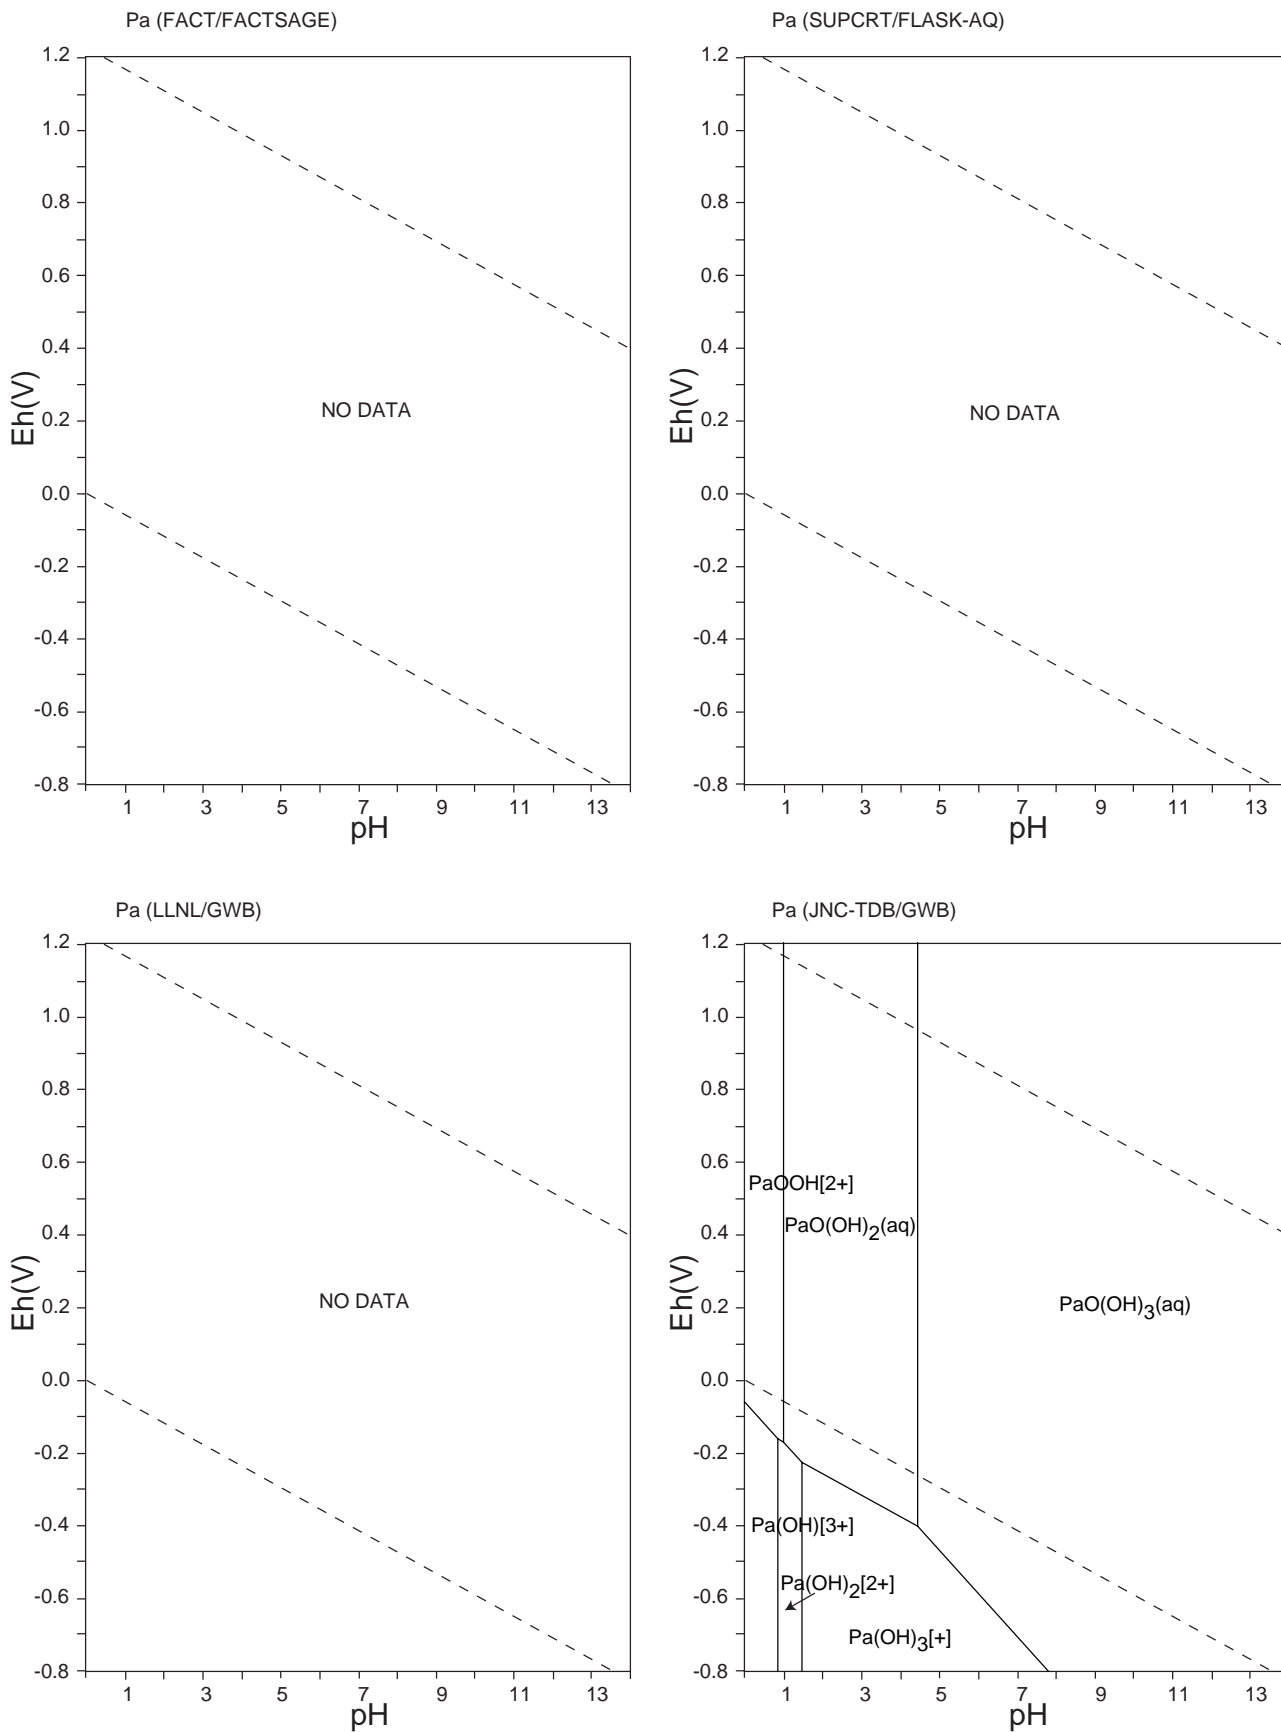 Pa (FACT/FACTSAGE)
1.2
1.0
0.8
0.6
0.4
0.2
0.0
-0.2
-0.4
-0.6
-0.8
Eh(V)
NO DATA
1 3 5 7 9 11 13
pH
Pa (SUPCRT/FLASK-AQ)
1.2
1.0
0.8
0.6
0.4
0.2
0.0
-0.2
-0.4
-0.6
-0.8
Eh(V)
NO DATA
1 3 5 7 9 11 13
pH
Pa (LLNL/GWB)
1.2
1.0
0.8
0.6
0.4
0.2
0.0
-0.2
-0.4
-0.6
-0.8
Eh(V)
NO DATA
1 3 5 7 9 11 13
pH
Pa (JNC-TDB/GWB)
1.2
1.0
0.8
0.6
0.4
0.2
0.0
-0.2
-0.4
-0.6
-0.8
Eh(V)
PaOOH[2+]
PaO(OH)2(aq)
PaO(OH)3(aq)
Pa(OH)[3+]
Pa(OH)2[2+]
Pa(OH)3[+]
1 3 5 7 9 11 13
pH